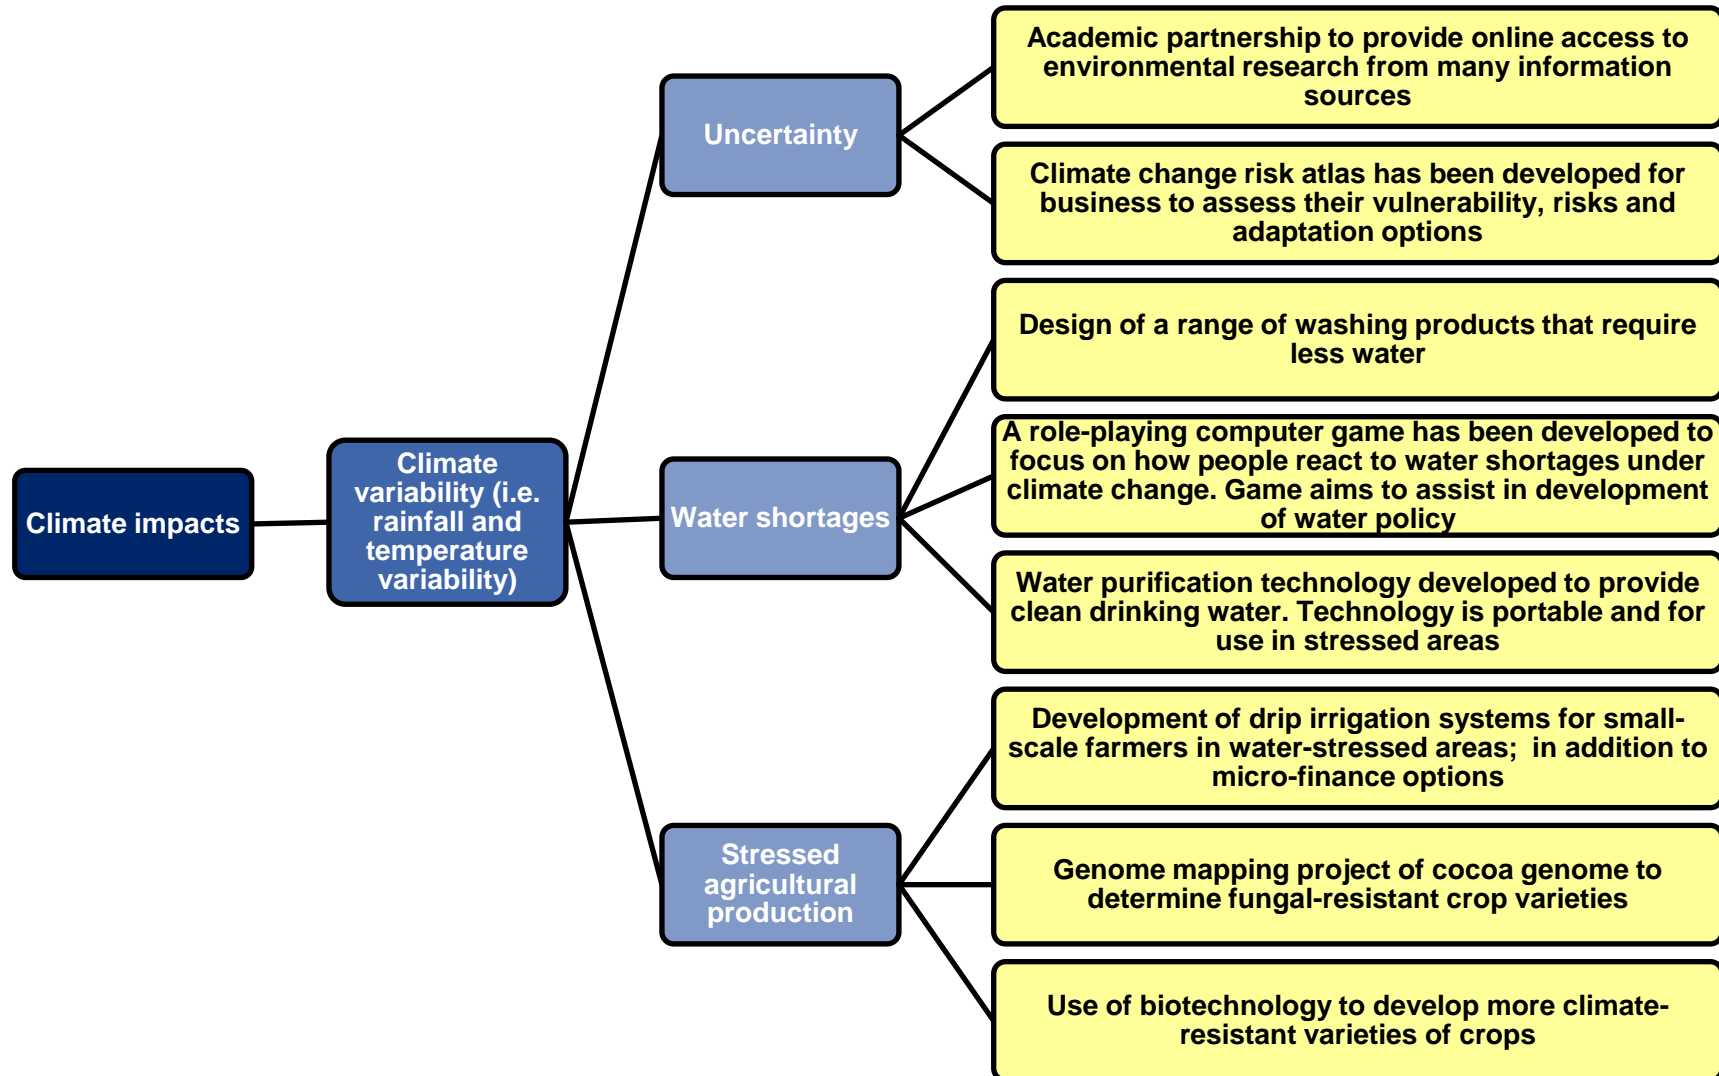 Climate impacts
Climate
variability (i.e.
rainfall and
temperature
variability)
Uncertainty
Academic partnership to provide online access to
environmental research from many information
sources
Climate change risk atlas has been developed for
business to assess their vulnerability, risks and
adaptation options
Water shortages
Design of a range of washing products that require
less water
A role-playing computer game has been developed to
focus on how people react to water shortages under
climate change. Game aims to assist in development
of water policy
Water purification technology developed to provide
clean drinking water. Technology is portable and for
use in stressed areas
Stressed
agricultural
production
Development of drip irrigation systems for small-
scale farmers in water-stressed areas;  in addition to
micro-finance options
Genome mapping project of cocoa genome to
determine fungal-resistant crop varieties
Use of biotechnology to develop more climate-
resistant varieties of crops